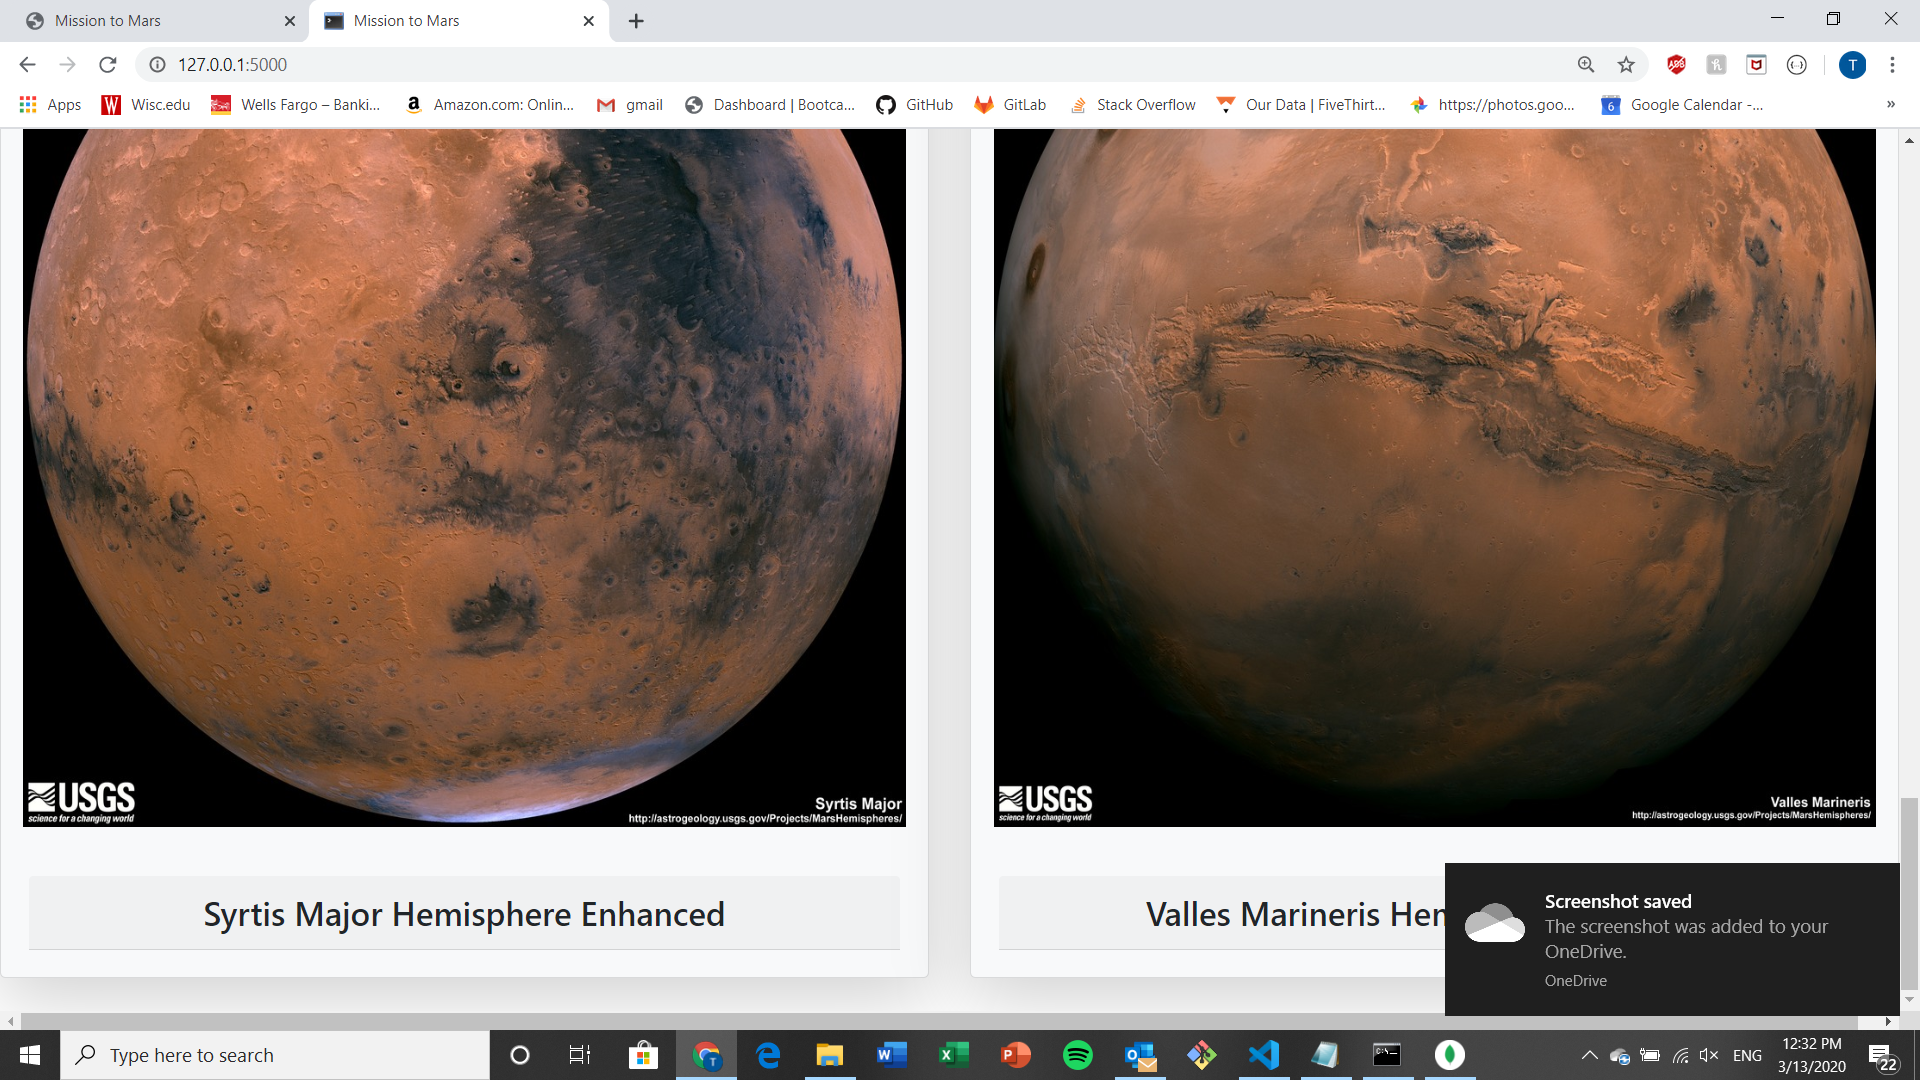 Mission to Mars
Mission to Mars
127.0.0.1:5000
ABP
T
Apps
Wisc.edu
Wells Fargo – Banki...
Amazon.com: Onlin...
gmail
Dashboard | Bootca...
GitHub
GitLab
Stack Overflow
Our Data | FiveThirt...
https://photos.goo...
6
Google Calendar -...
»
USGS
science for a changing world
Syrtis Major
http://astrogeology.usgs.gov/Projects/MarsHemispheres/
USGS
science for a changing world
Valles Marineris
http://astrogeology.usgs.gov/Projects/MarsHemispheres/
Syrtis Major Hemisphere Enhanced
Valles Marineris Hem
Screenshot saved
The screenshot was added to your
OneDrive.
OneDrive
Type here to search
ENG
12:32 PM
3/13/2020
22